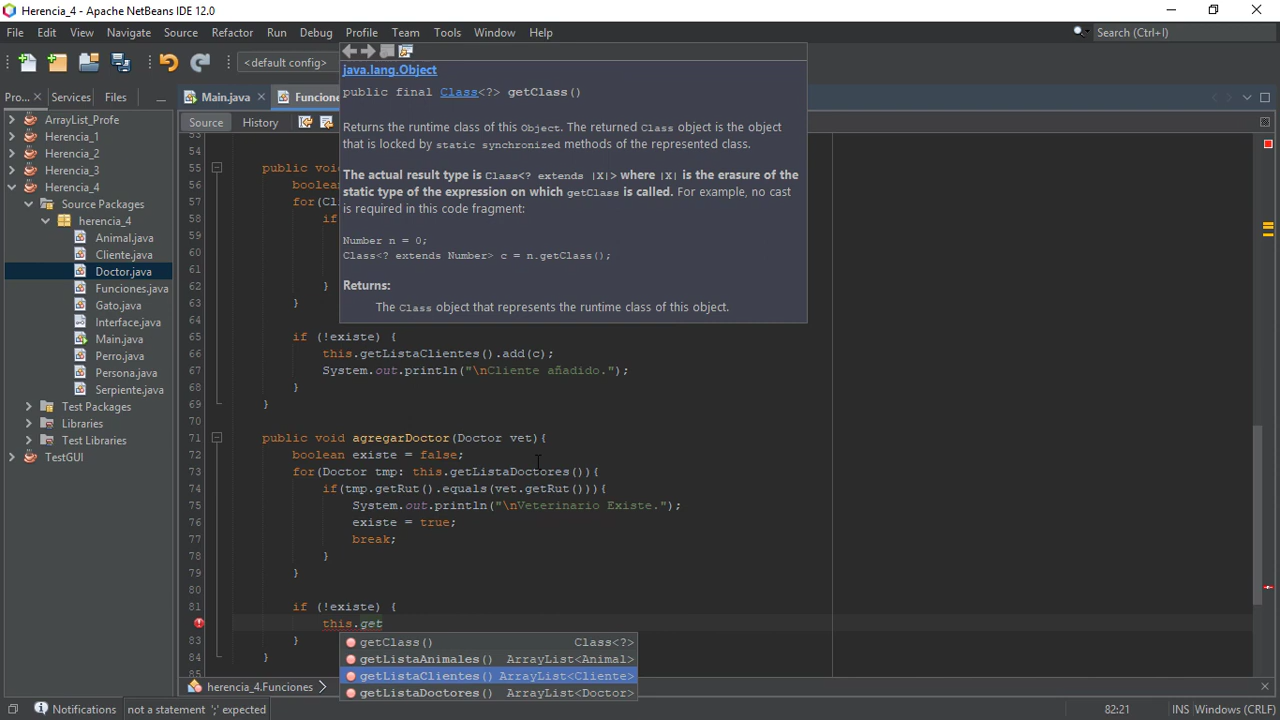 Herencia_4 - Apache NetBeans IDE 12.0
File Edit View Navigate Source Refactor Run Debug Profile Team Tools Window Help
Search (Ctrl+I)
<default config>
Pro... Services Files
Main.java Funcione
Source History
ArrayList_Profe
Herencia_1
Herencia_2
Herencia_3
Herencia_4
Source Packages
herencia_4
Animal.java
Cliente.java
Doctor.java
Funciones.java
Gato.java
Interface.java
Main.java
Perro.java
Persona.java
Serpiente.java
Test Packages
Libraries
Test Libraries
TestGUI
java.lang.Object
public final Class<?> getClass()
Returns the runtime class of this Object. The returned Class object is the object
that is locked by static synchronized methods of the represented class.
The actual result type is Class<? extends |X|> where |X| is the erasure of the
static type of the expression on which getClass is called. For example, no cast
is required in this code fragment:
Number n = 0;
Class<? extends Number> c = n.getClass();
Returns:
The Class object that represents the runtime class of this object.
53
54
55 public voi
56 boolea
57 for(Cl
58 if
59
60
61
62 }
63 }
64
65 if (!existe) {
66 this.getListaClientes().add(c);
67 System.out.println("\nCliente añadido.");
68 }
69 }
70
71 public void agregarDoctor(Doctor vet){
72 boolean existe = false;
73 for(Doctor tmp: this.getListaDoctores()){
74 if(tmp.getRut().equals(vet.getRut())){
75 System.out.println("\nVeterinario Existe.");
76 existe = true;
77 break;
78 }
79 }
80
81 if (!existe) {
this.get
83 }
84 }
85
getClass() Class<?>
getListaAnimales() ArrayList<Animal>
getListaClientes() ArrayList<Cliente>
getListaDoctores() ArrayList<Doctor>
herencia_4.Funciones
Notifications not a statement ';' expected
82:21 INS Windows (CRLF)